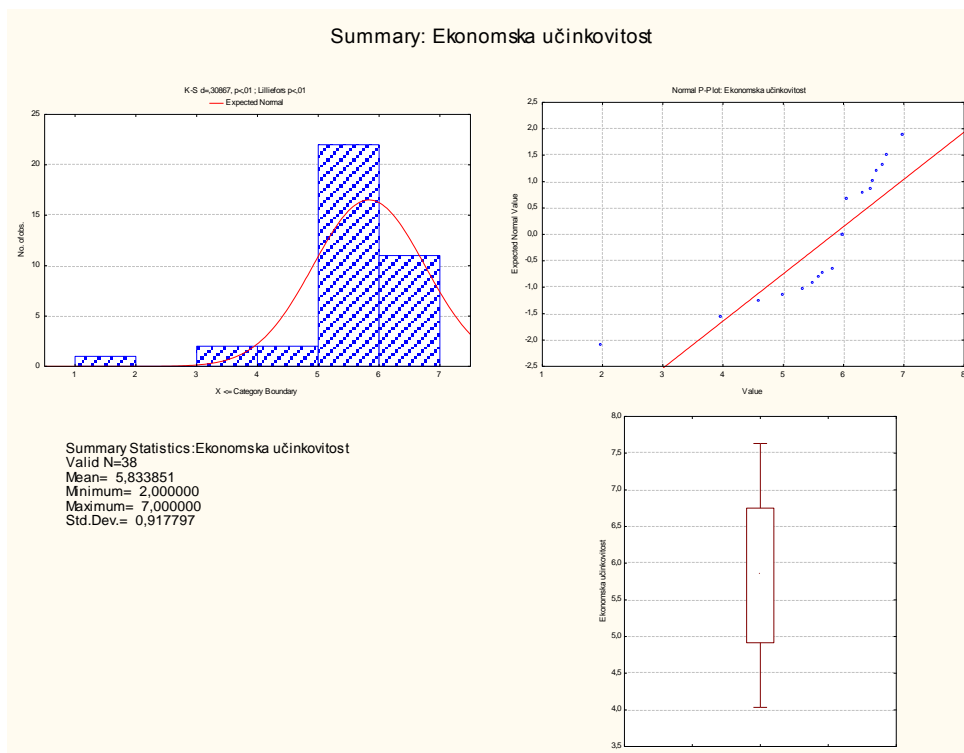 Summary: Ekonomska učinkovitost
K-S d=,30867, p<,01 ; Lilliefors p<,01
Expected Normal
25
20
15
10
5
0
No. of obs.
1 2 3 4 5 6 7
X <= Category Boundary
Normal P-Plot: Ekonomska učinkovitost
2,5
2,0
1,5
1,0
0,5
0,0
-0,5
-1,0
-1,5
-2,0
-2,5
Expected Normal Value
1 2 3 4 5 6 7 8
Value
Summary Statistics:Ekonomska učinkovitost
Valid N=38
Mean= 5,833851
Minimum= 2,000000
Maximum= 7,000000
Std.Dev.= 0,917797
8,0
7,5
7,0
6,5
6,0
5,5
5,0
4,5
4,0
3,5
Ekonomska učinkovitost